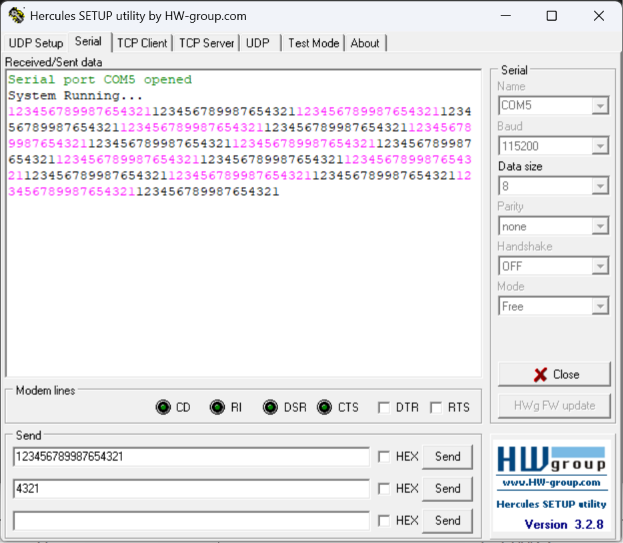 Hercules SETUP utility by HW-group.com
UDP Setup Serial TCP Client TCP Server UDP Test Mode About
Received/Sent data
Serial port COM5 opened
System Running...
1234567899876543211234567899876543211234567899876543211234
5678998765432112345678998765432112345678998765432112345678
9987654321123456789987654321123456789987654321123456789987
6543211234567899876543211234567899876543211234567899876543
2112345678998765432112345678998765432112345678998765432112
3456789987654321123456789987654321
Serial
Name
COM5
Baud
115200
Data size
8
Parity
none
Handshake
OFF
Mode
Free
Close
HWg FW update
Modem lines
CD RI DSR CTS DTR RTS
Send
123456789987654321 HEX Send
4321 HEX Send
HEX Send
HW group
www.HW-group.com
Hercules SETUP utility
Version 3.2.8